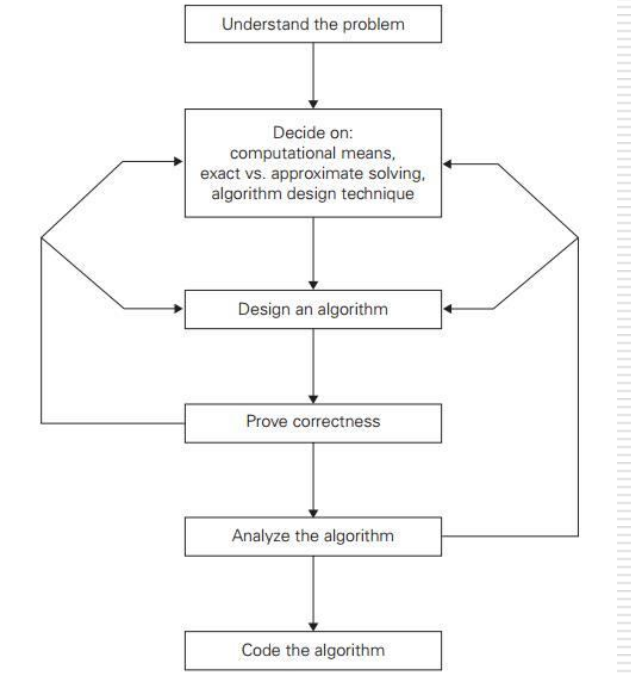 Understand the problem
Decide on:
computational means,
exact vs. approximate solving,
algorithm design technique
Design an algorithm
Prove correctness
Analyze the algorithm
Code the algorithm